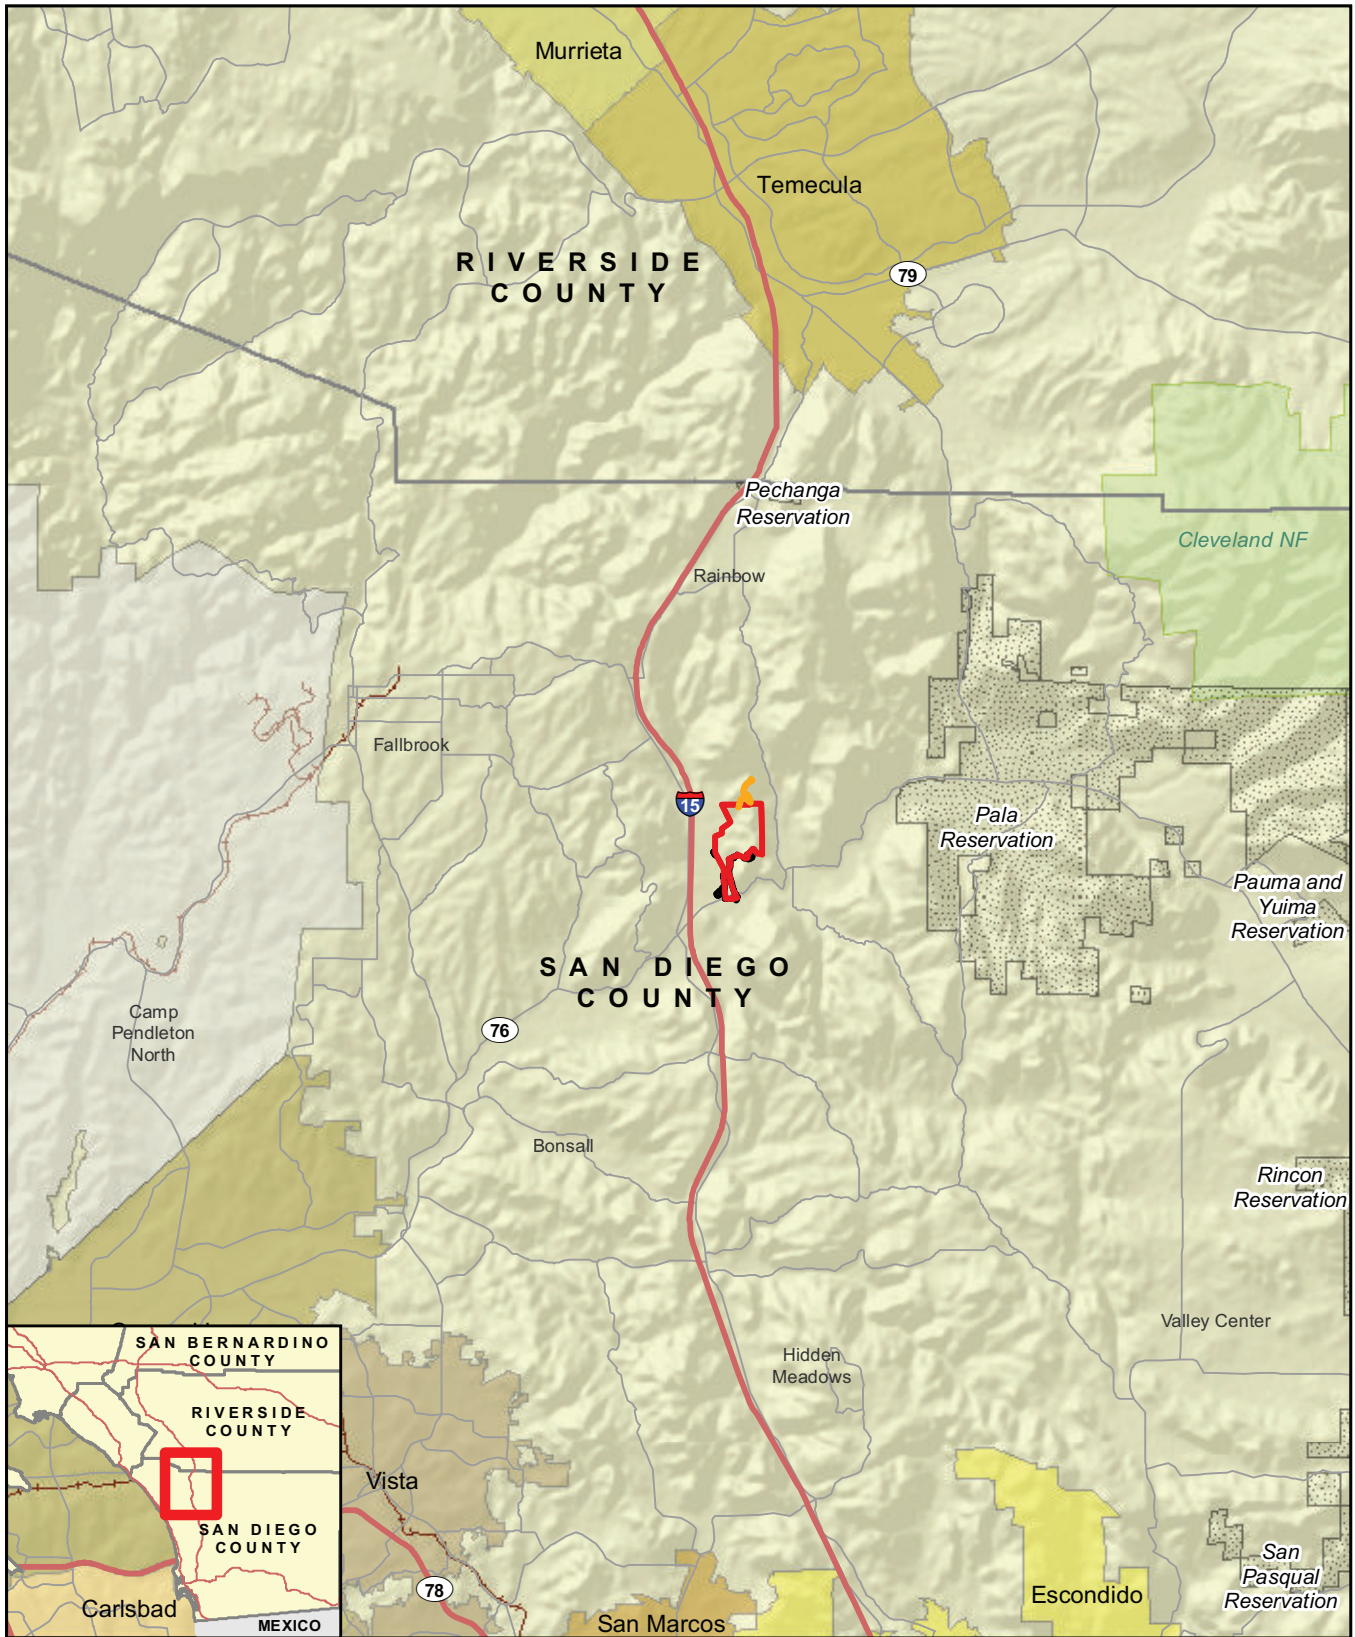 Murrieta
Temecula
RIVERSIDE
COUNTY
79
Pechanga
Reservation
Cleveland NF
Rainbow
Fallbrook
15
Pala
Reservation
Pauma and
Yuima
Reservation
SAN DIEGO
COUNTY
Camp
Pendleton
North
76
Bonsall
Rincon
Reservation
Valley Center
Hidden
Meadows
SAN BERNARDINO
COUNTY
RIVERSIDE
COUNTY
Vista
SAN DIEGO
COUNTY
78
Carlsbad
MEXICO
San Marcos
Escondido
San
Pasqual
Reservation